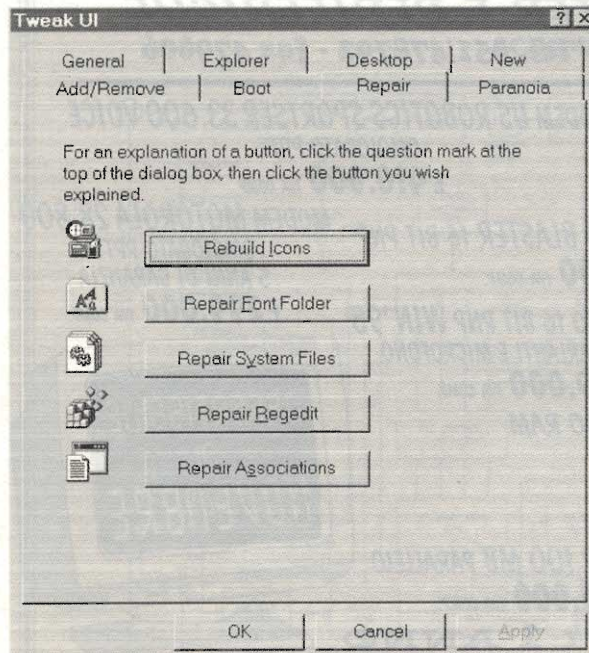 Tweak UI
General Explorer Desktop New
Add/Remove Boot Repair Paranoia
For an explanation of a button, click the question mark at the
top of the dialog box, then click the button you wish
explained.
Rebuild Icons
Repair Font Folder
Repair System Files
Repair Regedit
Repair Associations
OK Cancel Apply